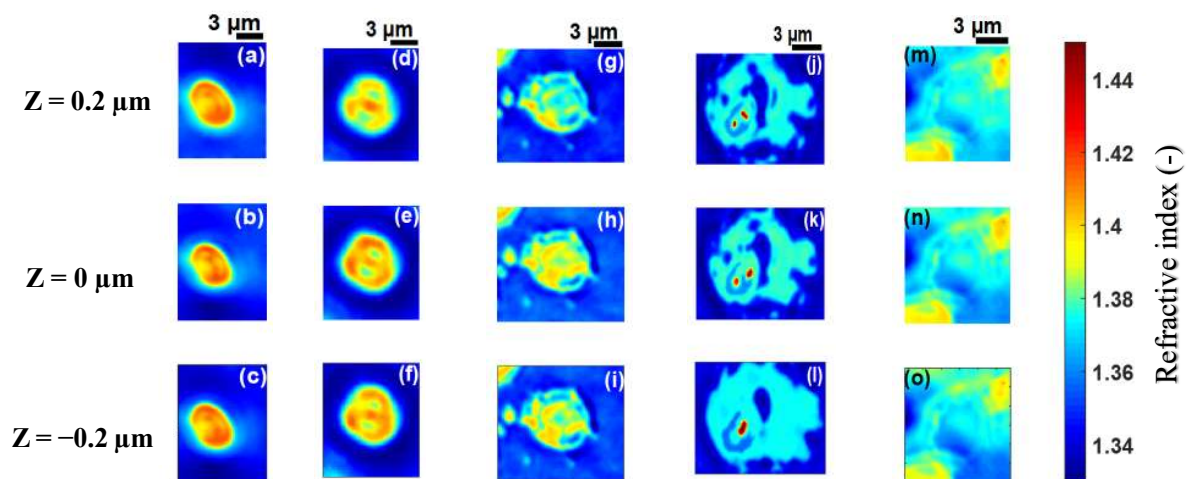 3 μm 3 μm 3 μm 3 μm 3 μm
(a) (d) (g) (j) (m)
Z = 0.2 μm
(b) (e) (h) (k) (n)
Z = 0 μm
(c) (f) (i) (l) (o)
Z = −0.2 μm
1.44
1.42
1.4
1.38
1.36
1.34
Refractive index (-)